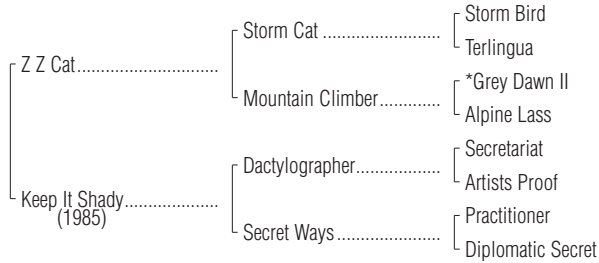 Storm Bird
Storm Cat
Terlingua
Z Z Cat
*Grey Dawn II
Mountain Climber
Alpine Lass
Secretariat
Dactylographer
Artists Proof
Keep It Shady
(1985)
Practitioner
Secret Ways
Diplomatic Secret